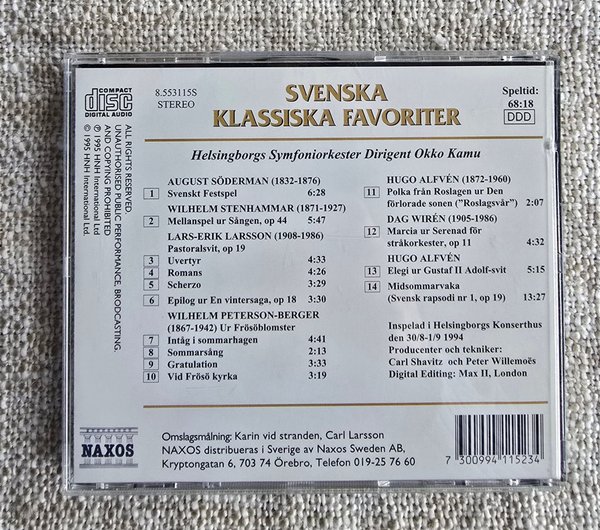 COMPACT
disc
DIGITAL AUDIO
8.553115S
STEREO
SVENSKA
KLASSISKA FAVORITER
Speltid:
68:18
DDD
Helsingborgs Symfoniorkester Dirigent Okko Kamu
ALL RIGHTS RESERVED.
UNAUTHORISED PUBLIC PERFORMANCE, BRODCASTING.
AND COPYING PROHIBITED
℗ 1995 HNH International Ltd.
© 1995 HNH International Ltd.
AUGUST SÖDERMAN (1832-1876)
1 Svenskt Festspel 6:28
WILHELM STENHAMMAR (1871-1927)
2 Mellanspel ur Sången, op 44 5:47
LARS-ERIK LARSSON (1908-1986)
Pastoralsvit, op 19
3 Uvertyr 4:33
4 Romans 4:26
5 Scherzo 3:29
6 Epilog ur En vintersaga, op 18 3:30
WILHELM PETERSON-BERGER
(1867-1942) Ur Frösöblomster
7 Intåg i sommarhagen 4:41
8 Sommarsång 2:13
9 Gratulation 3:33
10 Vid Frösö kyrka 3:19
HUGO ALFVÉN (1872-1960)
11 Polka från Roslagen ur Den
förlorade sonen ("Roslagsvår") 2:07
DAG WIRÉN (1905-1986)
12 Marcia ur Serenad för
stråkorkester, op 11 4:32
HUGO ALFVÉN
13 Elegi ur Gustaf II Adolf-svit 5:15
14 Midsommarvaka
(Svensk rapsodi nr 1, op 19) 13:27
Inspelad i Helsingborgs Konserthus
den 30/8-1/9 1994
Producenter och tekniker:
Carl Shavitz och Peter Willemoës
Digital Editing: Max II, London
NAXOS
Omslagsmålning: Karin vid stranden, Carl Larsson
NAXOS distribueras i Sverige av Naxos Sweden AB,
Kryptongatan 6, 703 74 Örebro, Telefon 019-25 76 60
7 300994 115234